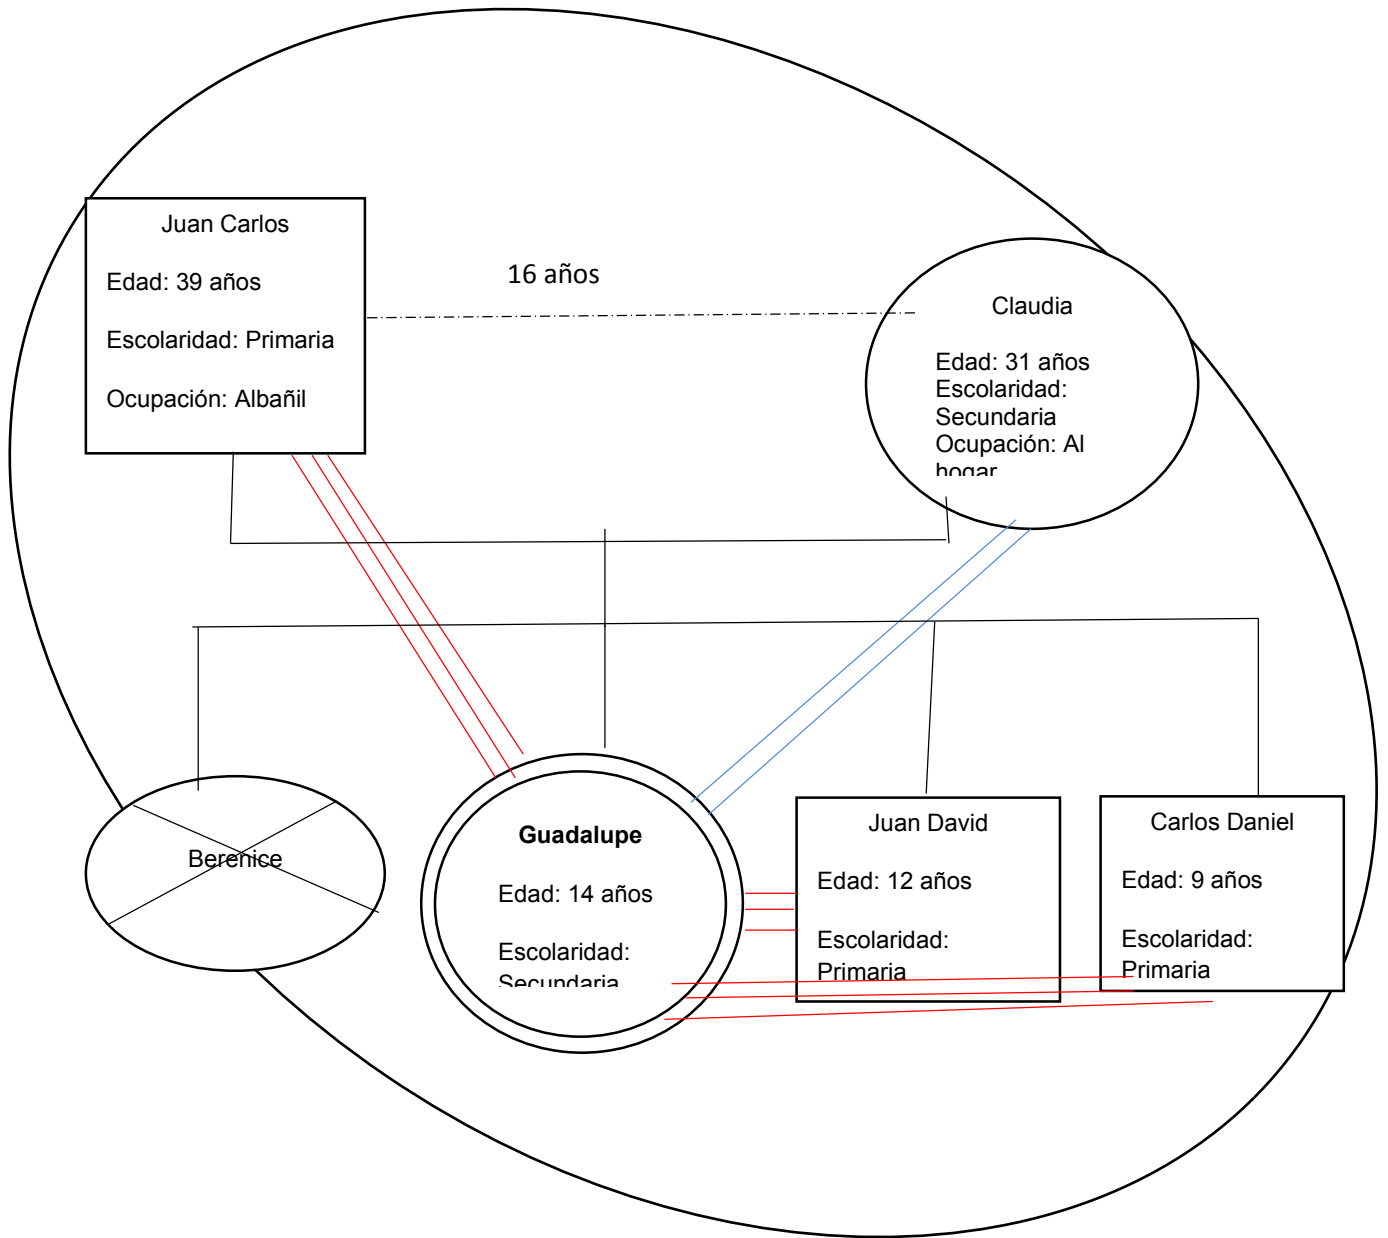 Juan Carlos
Edad: 39 años
Escolaridad: Primaria
Ocupación: Albañil
16 años
Claudia
Edad: 31 años
Escolaridad:
Secundaria
Ocupación: Al
hogar
Berenice
Guadalupe
Edad: 14 años
Escolaridad:
Secundaria
Juan David
Edad: 12 años
Escolaridad:
Primaria
Carlos Daniel
Edad: 9 años
Escolaridad:
Primaria